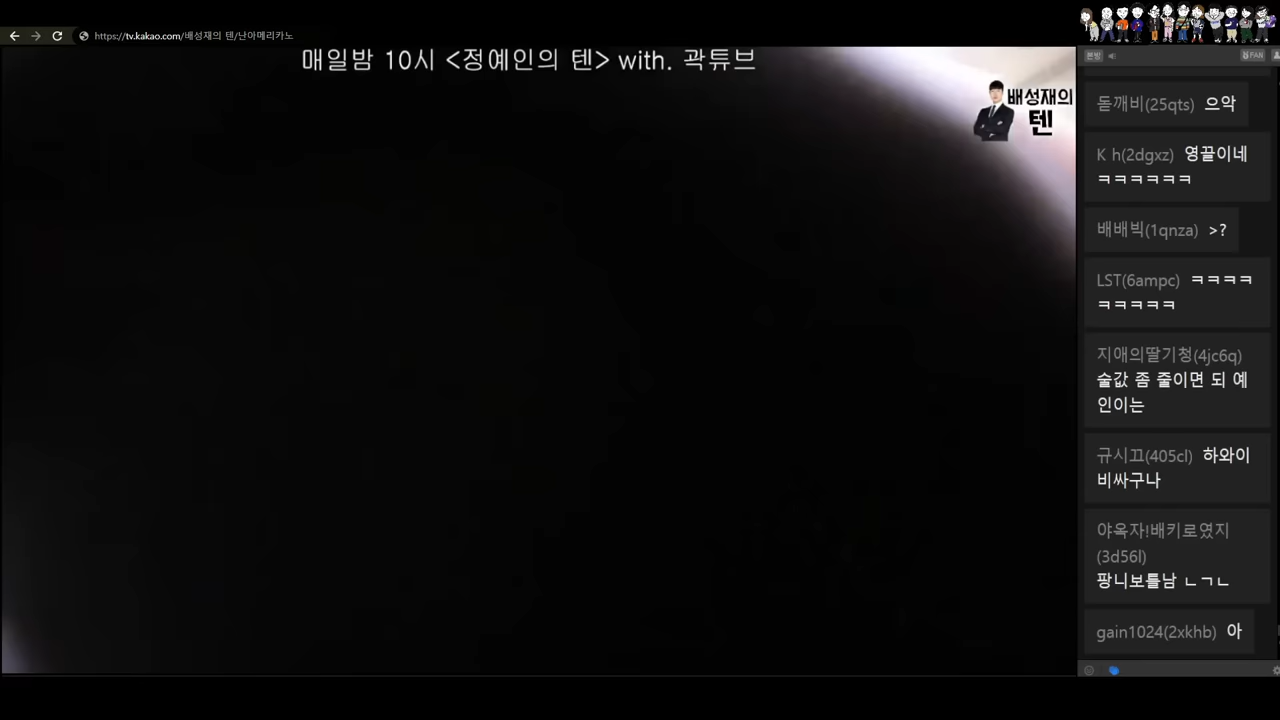 https://tv.kakao.com/배성재의 텐/난아메리카노
매일밤 10시 <정예인의 텐> with. 곽튜브
배성재의
텐
본방
FAN
돋깨비(25qts) 으악
K h(2dgxz) 영끌이네
ㅋㅋㅋㅋㅋㅋ
배배빅(1qnza) >?
LST(6ampc) ㅋㅋㅋㅋ
ㅋㅋㅋㅋㅋ
지애의딸기청(4jc6q)
술값 좀 줄이면 되 예
인이는
규시끄(405cl) 하와이
비싸구나
야옥자!배키로였지
(3d56l)
팡니보틀남 ㄴㄱㄴ
gain1024(2xkhb) 아